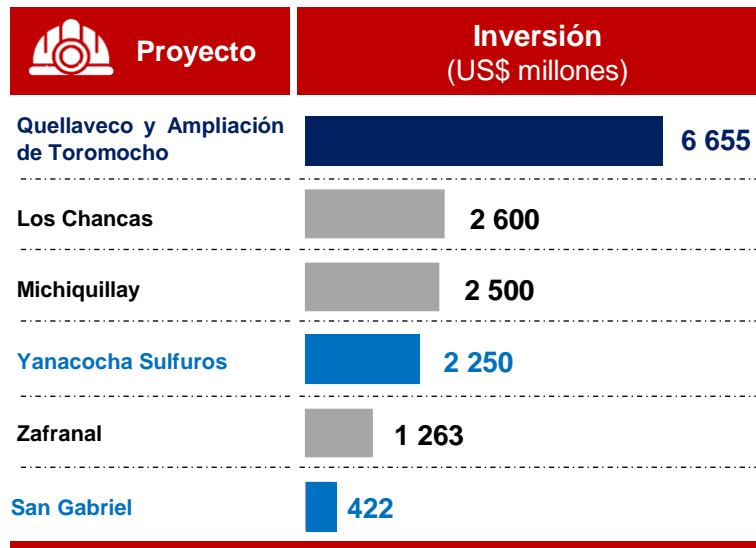 Proyecto
Inversión
(US$ millones)
Quellaveco y Ampliación
de Toromocho
6 655
Los Chancas
2 600
Michiquillay
2 500
Yanacocha Sulfuros
2 250
Zafranal
1 263
San Gabriel
422